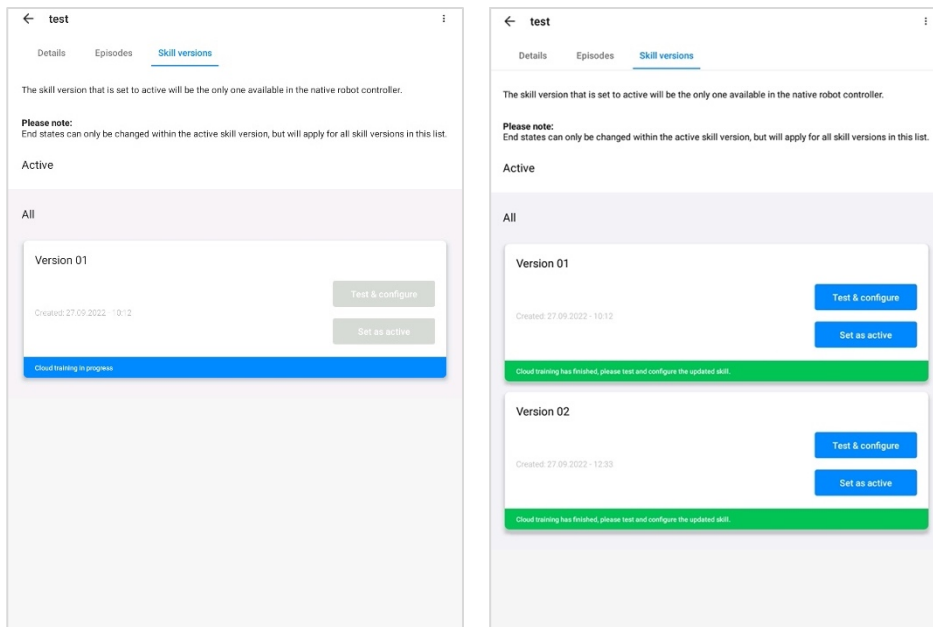 test
Details Episodes Skill versions
The skill version that is set to active will be the only one available in the native robot controller.
Please note:
End states can only be changed within the active skill version, but will apply for all skill versions in this list.
Active
All
Version 01
Test & configure
Created: 27.09.2022 - 10:12
Set as active
Cloud training in progress
test
Details Episodes Skill versions
The skill version that is set to active will be the only one available in the native robot controller.
Please note:
End states can only be changed within the active skill version, but will apply for all skill versions in this list.
Active
All
Version 01
Test & configure
Created: 27.09.2022 - 10:12
Set as active
Cloud training has finished, please test and configure the updated skill.
Version 02
Test & configure
Created: 27.09.2022 - 12:33
Set as active
Cloud training has finished, please test and configure the updated skill.